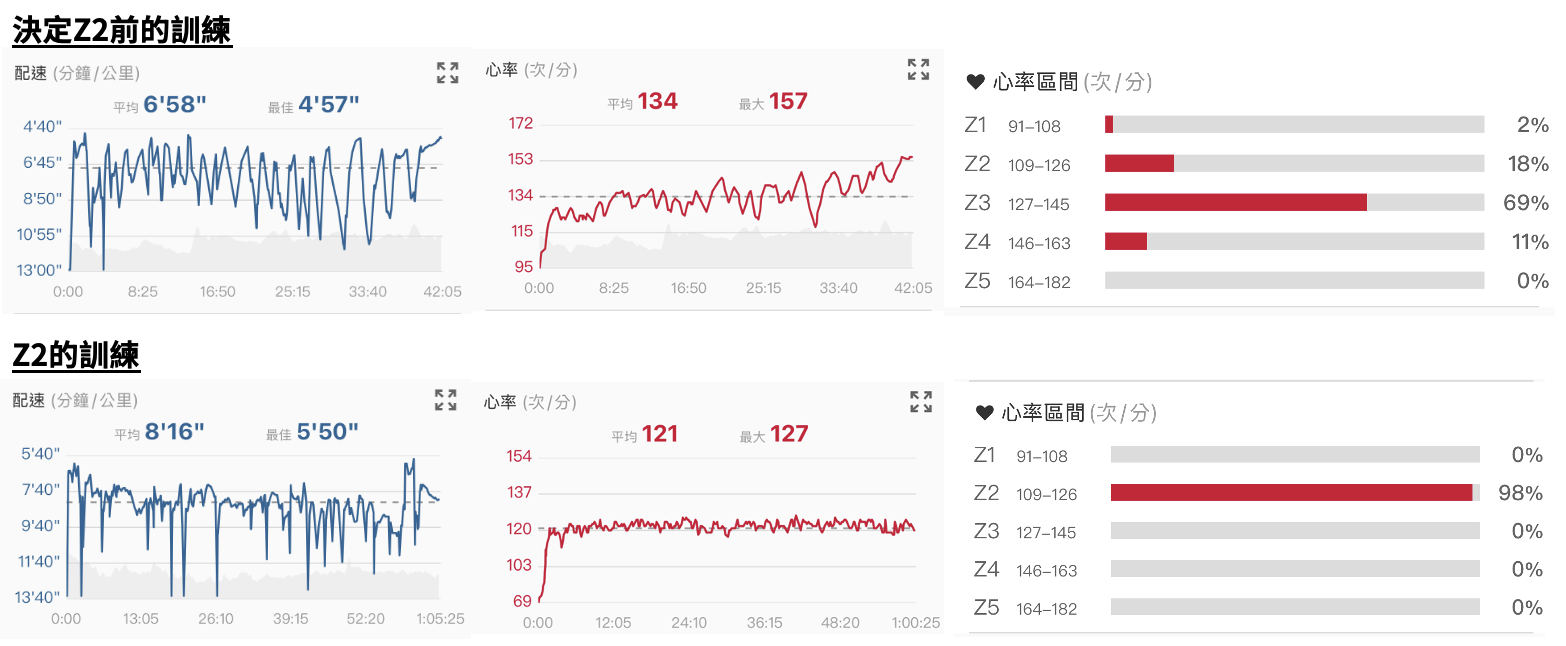 決定Z2前的訓練
配速 (分鐘/公里)
平均 6'58" 最佳 4'57"
4'40"
6'45"
8'50"
10'55"
13'00"
0:00 8:25 16:50 25:15 33:40 42:05
心率 (次/分)
平均 134 最大 157
172
153
134
115
95
0:00 8:25 16:50 25:15 33:40 42:05
心率區間 (次/分)
Z1 91–108 2%
Z2 109–126 18%
Z3 127–145 69%
Z4 146–163 11%
Z5 164–182 0%
Z2的訓練
配速 (分鐘/公里)
平均 8'16" 最佳 5'50"
5'40"
7'40"
9'40"
11'40"
13'40"
0:00 13:05 26:10 39:15 52:20 1:05:25
心率 (次/分)
平均 121 最大 127
154
137
120
103
69
0:00 12:05 24:10 36:15 48:20 1:00:25
心率區間 (次/分)
Z1 91–108 0%
Z2 109–126 98%
Z3 127–145 0%
Z4 146–163 0%
Z5 164–182 0%